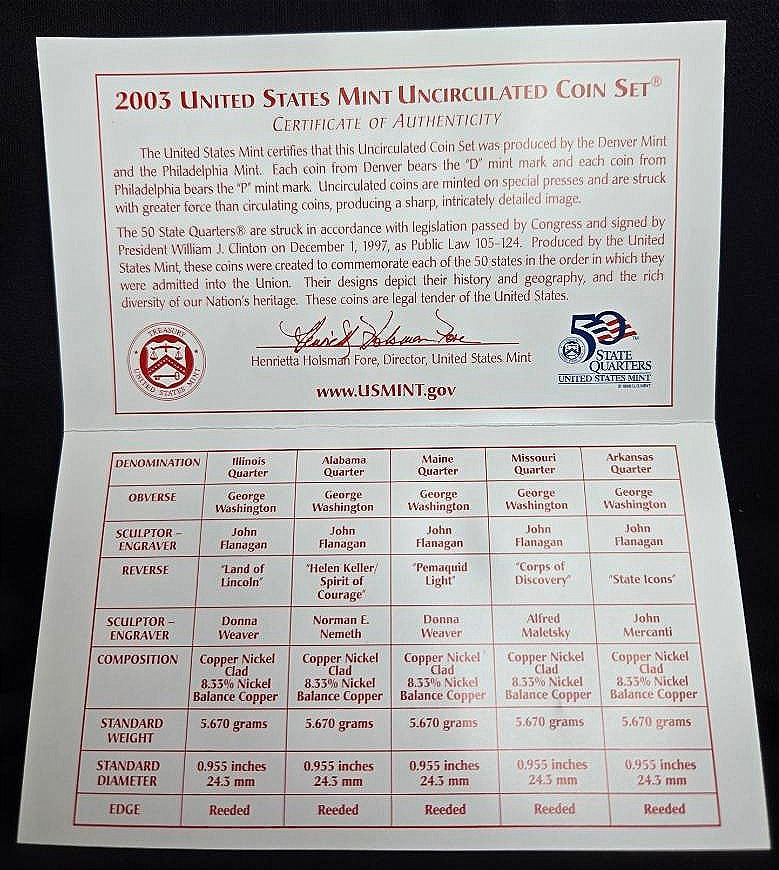 2003 UNITED STATES MINT UNCIRCULATED COIN SET®
CERTIFICATE OF AUTHENTICITY
The United States Mint certifies that this Uncirculated Coin Set was produced by the Denver Mint
and the Philadelphia Mint. Each coin from Denver bears the "D" mint mark and each coin from
Philadelphia bears the "P" mint mark. Uncirculated coins are minted on special presses and are struck
with greater force than circulating coins, producing a sharp, intricately detailed image.
The 50 State Quarters® are struck in accordance with legislation passed by Congress and signed by
President William J. Clinton on December 1, 1997, as Public Law 105-124. Produced by the United
States Mint, these coins were created to commemorate each of the 50 states in the order in which they
were admitted into the Union. Their designs depict their history and geography, and the rich
diversity of our Nation's heritage. These coins are legal tender of the United States.
TREASURY
UNITED STATES MINT
Henrietta Holsman Fore
Henrietta Holsman Fore, Director, United States Mint
www.USMINT.gov
50™
STATE
QUARTERS
UNITED STATES MINT
DENOMINATION Illinois Quarter Alabama Quarter Maine Quarter Missouri Quarter Arkansas Quarter
OBVERSE George Washington George Washington George Washington George Washington George Washington
SCULPTOR – ENGRAVER John Flanagan John Flanagan John Flanagan John Flanagan John Flanagan
REVERSE "Land of Lincoln" "Helen Keller/ Spirit of Courage" "Pemaquid Light" "Corps of Discovery" "State Icons"
SCULPTOR – ENGRAVER Donna Weaver Norman E. Nemeth Donna Weaver Alfred Maletsky John Mercanti
COMPOSITION Copper Nickel Clad 8.33% Nickel Balance Copper Copper Nickel Clad 8.33% Nickel Balance Copper Copper Nickel Clad 8.33% Nickel Balance Copper Copper Nickel Clad 8.33% Nickel Balance Copper Copper Nickel Clad 8.33% Nickel Balance Copper
STANDARD WEIGHT 5.670 grams 5.670 grams 5.670 grams 5.670 grams 5.670 grams
STANDARD DIAMETER 0.955 inches 24.3 mm 0.955 inches 24.3 mm 0.955 inches 24.3 mm 0.955 inches 24.3 mm 0.955 inches 24.3 mm
EDGE Reeded Reeded Reeded Reeded Reeded